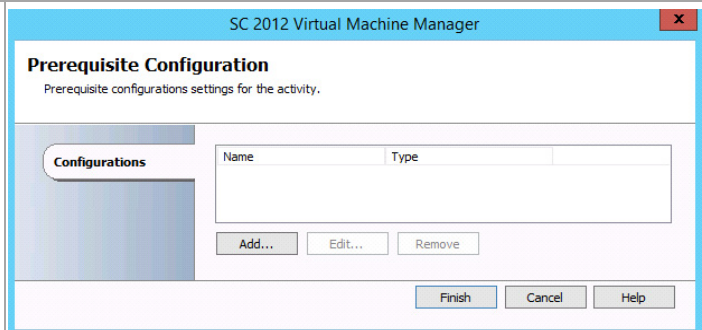 SC 2012 Virtual Machine Manager
x
Prerequisite Configuration
Prerequisite configurations settings for the activity.
Configurations
Name Type
Add... Edit... Remove
Finish Cancel Help